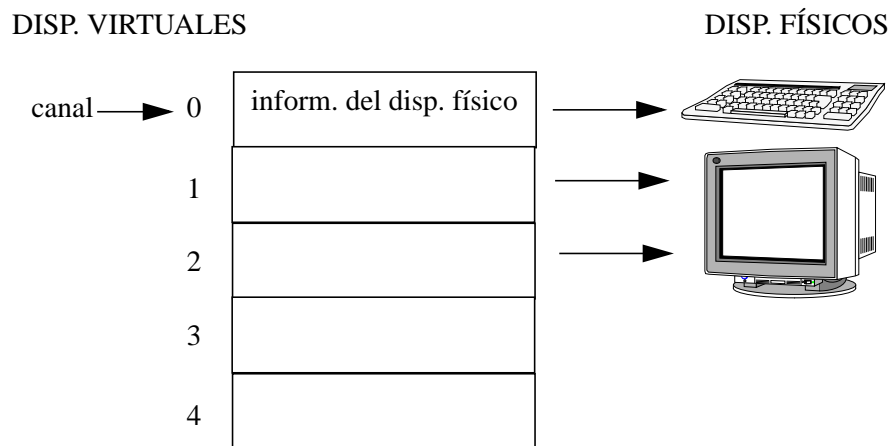 DISP. VIRTUALES
DISP. FÍSICOS
canal
0
inform. del disp. físico
1
2
3
4